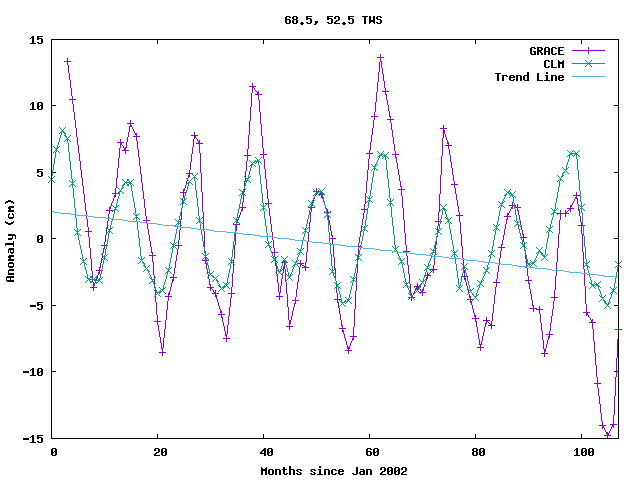 68.5, 52.5 TWS
15
GRACE
CLM
Trend Line
10
5
0
-5
-10
-15
Anomaly (cm)
0 20 40 60 80 100
Months since Jan 2002